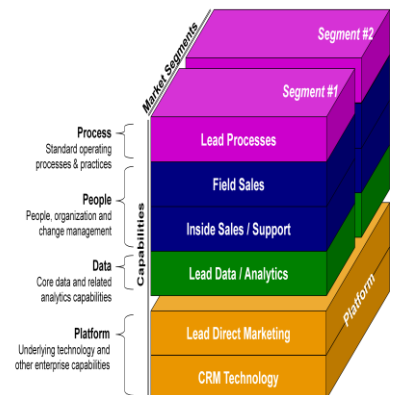 Market Segments
Segment #2
Segment #1
Process
Standard operating
processes & practices
Lead Processes
People
People, organization and
change management
Field Sales
Inside Sales / Support
Capabilities
Data
Core data and related
analytics capabilities
Lead Data / Analytics
Platform
Platform
Underlying technology and
other enterprise capabilities
Lead Direct Marketing
CRM Technology